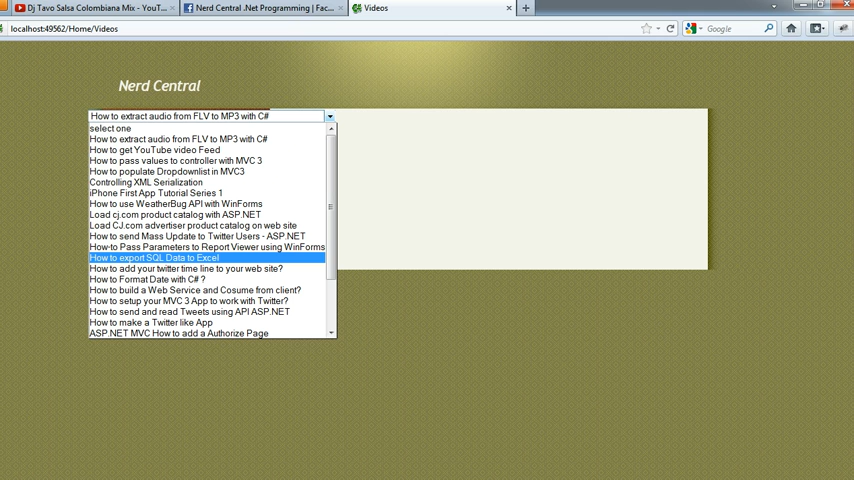 Dj Tavo Salsa Colombiana Mix - YouT...
Nerd Central .Net Programming | Fac...
Videos
localhost:49562/Home/Videos
Google
Nerd Central
How to extract audio from FLV to MP3 with C#
select one
How to extract audio from FLV to MP3 with C#
How to get YouTube video Feed
How to pass values to controller with MVC 3
How to populate Dropdownlist in MVC3
Controlling XML Serialization
iPhone First App Tutorial Series 1
How to use WeatherBug API with WinForms
Load cj.com product catalog with ASP.NET
Load CJ.com advertiser product catalog on web site
How to send Mass Update to Twitter Users - ASP.NET
How-to Pass Parameters to Report Viewer using WinForms
How to export SQL Data to Excel
How to add your twitter time line to your web site?
How to Format Date with C# ?
How to build a Web Service and Cosume from client?
How to setup your MVC 3 App to work with Twitter?
How to send and read Tweets using API ASP.NET
How to make a Twitter like App
ASP.NET MVC How to add a Authorize Page